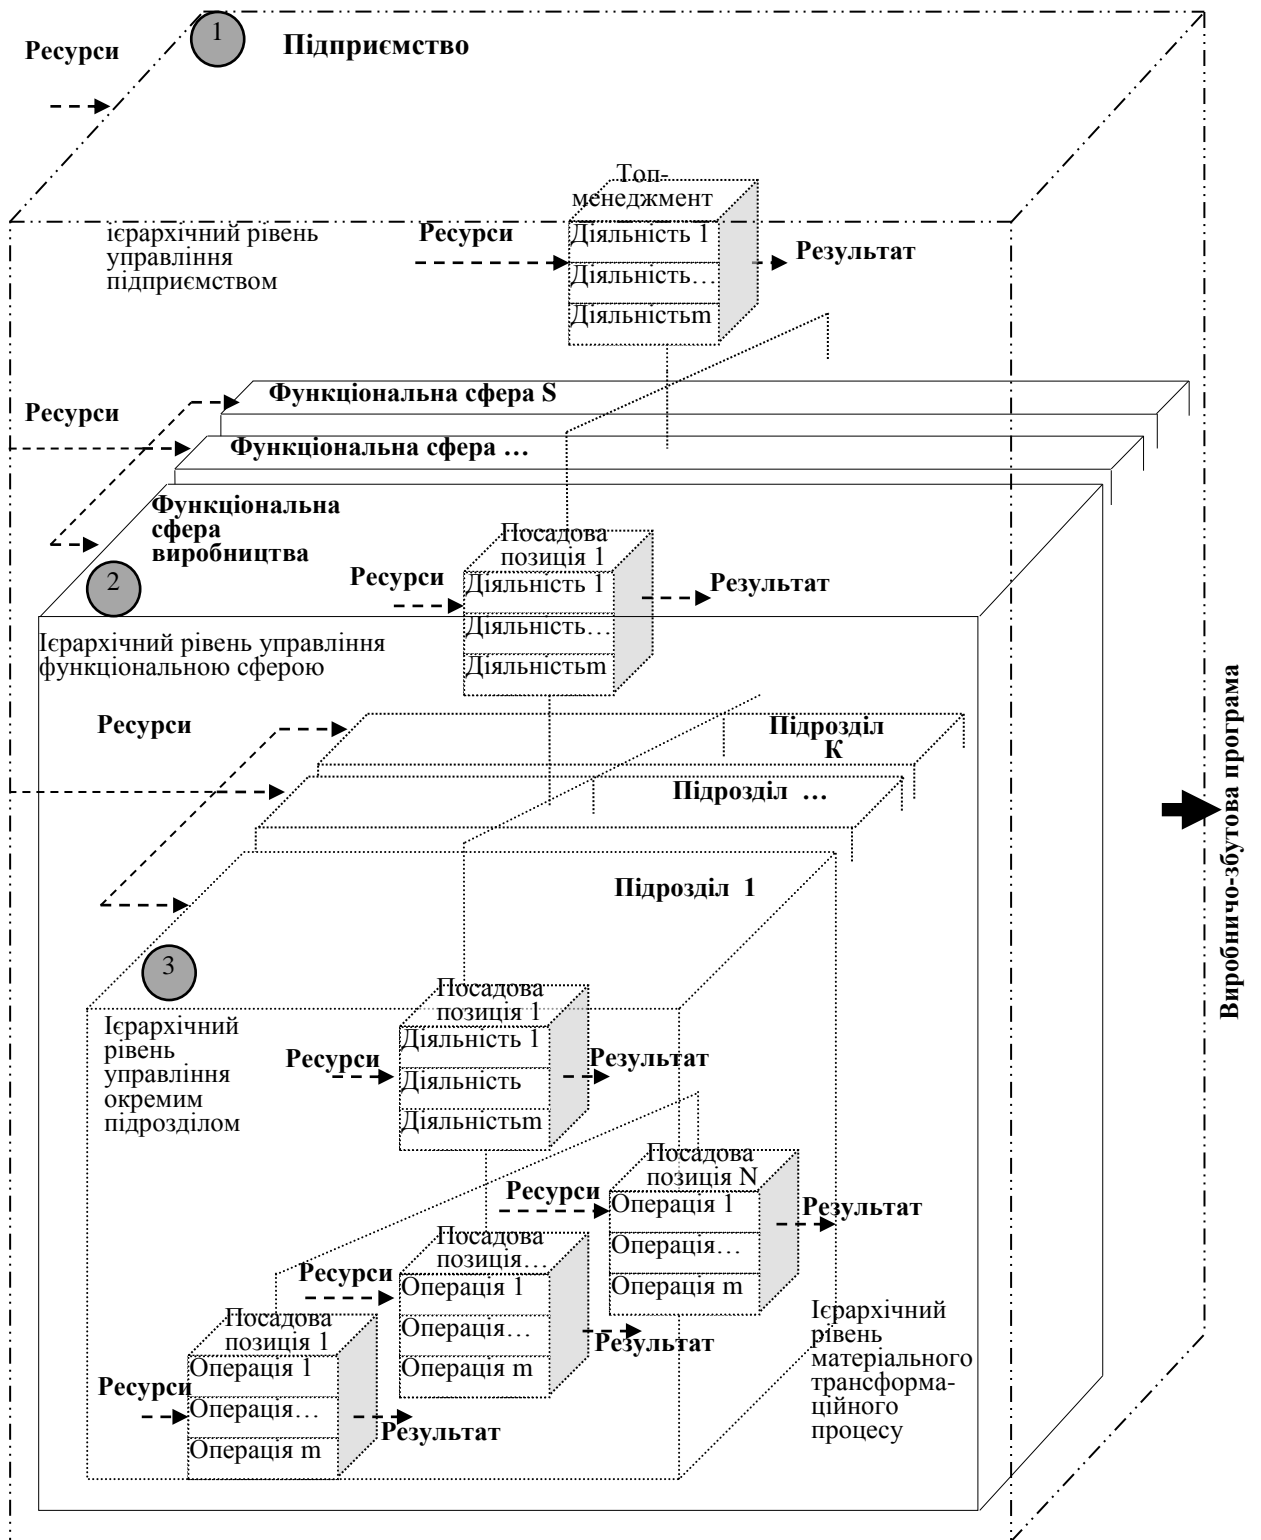 1
Підприємство
Ресурси
Топ-
менеджмент
ієрархічний рівень
управління
підприємством
Ресурси
Діяльність 1
Діяльність…
Діяльністьm
Результат
Функціональна сфера S
Ресурси
Функціональна сфера …
Функціональна
сфера
виробництва
Посадова
позиція 1
2
Ресурси
Діяльність 1
Діяльність…
Діяльністьm
Результат
Ієрархічний рівень управління
функціональною сферою
Ресурси
Підрозділ
К
Підрозділ …
Виробничо-збутова програма
Підрозділ 1
3
Посадова
позиція 1
Ієрархічний
рівень
управління
окремим
підрозділом
Ресурси
Діяльність 1
Діяльність
Діяльністьm
Результат
Посадова
позиція N
Ресурси
Операція 1
Операція…
Операція m
Результат
Посадова
позиція…
Ресурси
Операція 1
Операція…
Операція m
Результат
Посадова
позиція 1
Ресурси
Операція 1
Операція…
Операція m
Результат
Ієрархічний
рівень
матеріального
трансформа-
ційного
процесу